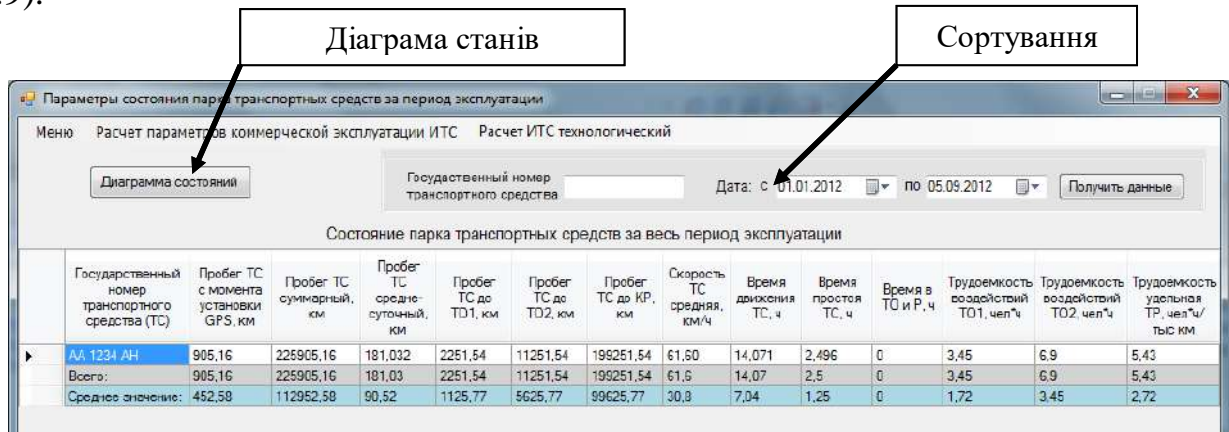 .9).
Діаграма станів
Сортування
Параметры состояния парка транспортных средств за период эксплуатации
Меню Расчет параметров коммерческой эксплуатации ИТС Расчет ИТС технологический
Диаграмма состояний
Государственный номер
транспортного средства
Дата: с 01.01.2012 по 05.09.2012 Получить данные
Состояние парка транспортных средств за весь период эксплуатации
Государственный
номер
транспортного
средства (ТС)
Пробег ТС
с момента
установки
GPS, км
Пробег ТС
суммарный,
км
Пробег
ТС
средне-
суточный,
км
Пробег
ТС до
ТО1, км
Пробег
ТС до
ТО2, км
Пробег
ТС до КР,
км
Скорость
ТС
средняя,
км/ч
Время
движения
ТС, ч
Время
простоя
ТС, ч
Время в
ТО и Р, ч
Трудоемкость
воздействий
ТО1, чел*ч
Трудоемкость
воздействий
ТО2, чел*ч
Трудоемкость
удельная
ТР, чел*ч/
тыс км
АА 1234 АН 905,16 225905,16 181,032 2251,54 11251,54 199251,54 61,60 14,071 2,496 0 3,45 6,9 5,43
Всего: 905,16 225905,16 181,03 2251,54 11251,54 199251,54 61,6 14,07 2,5 0 3,45 6,9 5,43
Среднее значение: 452,58 112952,58 90,52 1125,77 5625,77 99625,77 30,8 7,04 1,25 0 1,72 3,45 2,72